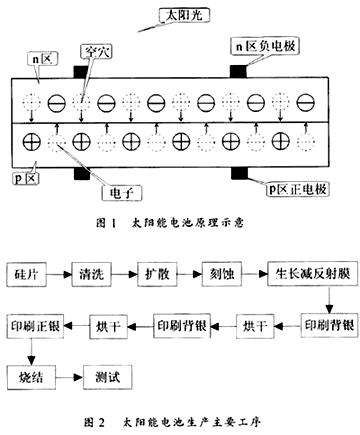 太阳光
n区
空穴
n区负电极
p区
电子
p区正电极
图1 太阳能电池原理示意
硅片
清洗
扩散
刻蚀
生长减反射膜
印刷正银
烘干
印刷背银
烘干
印刷背银
烧结
测试
图2 太阳能电池生产主要工序